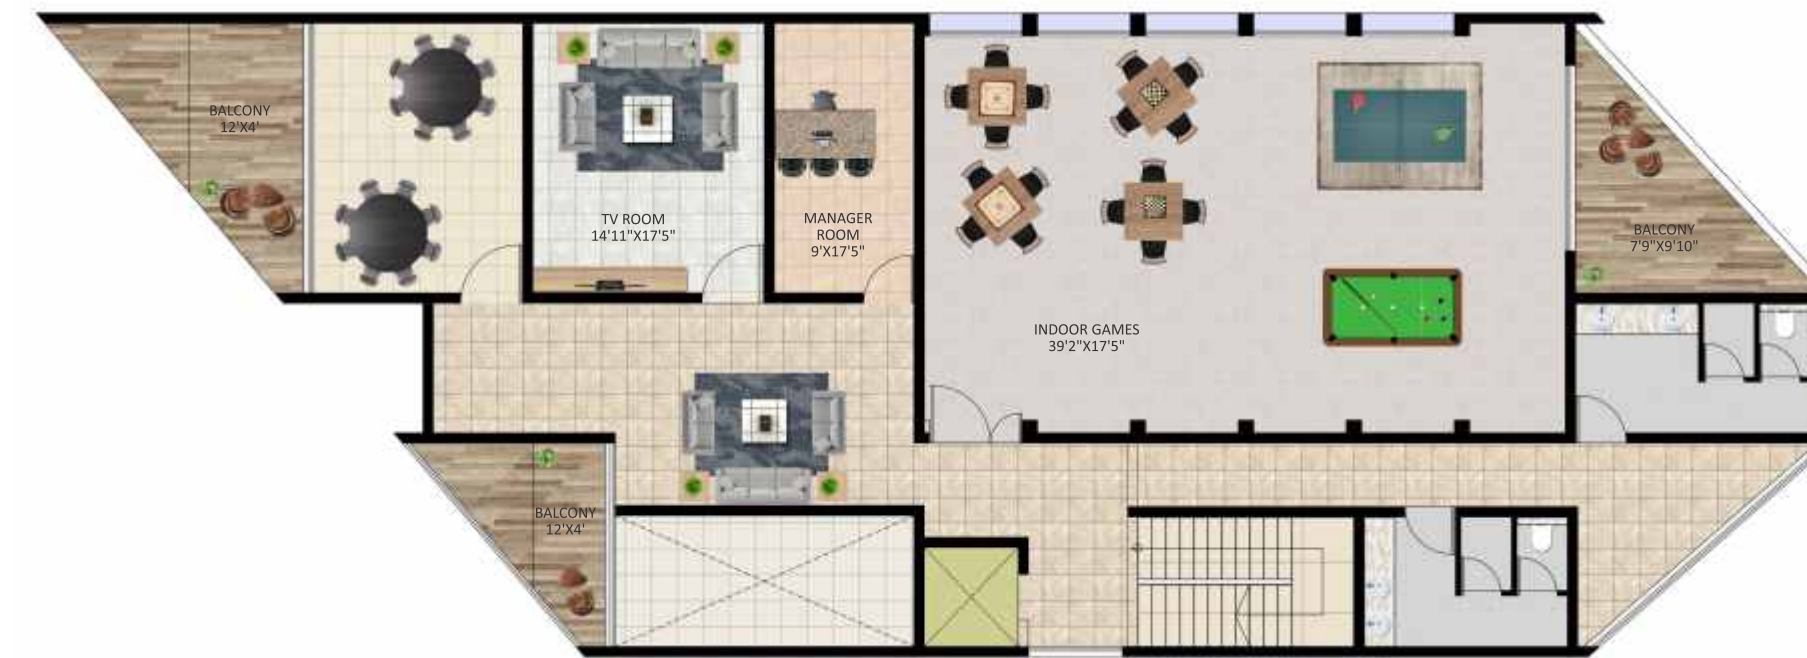 BALCONY
12'X4'
TV ROOM
14'11"X17'5"
MANAGER
ROOM
9'X17'5"
INDOOR GAMES
39'2"X17'5"
BALCONY
7'9"X9'10"
BALCONY
12'X4'